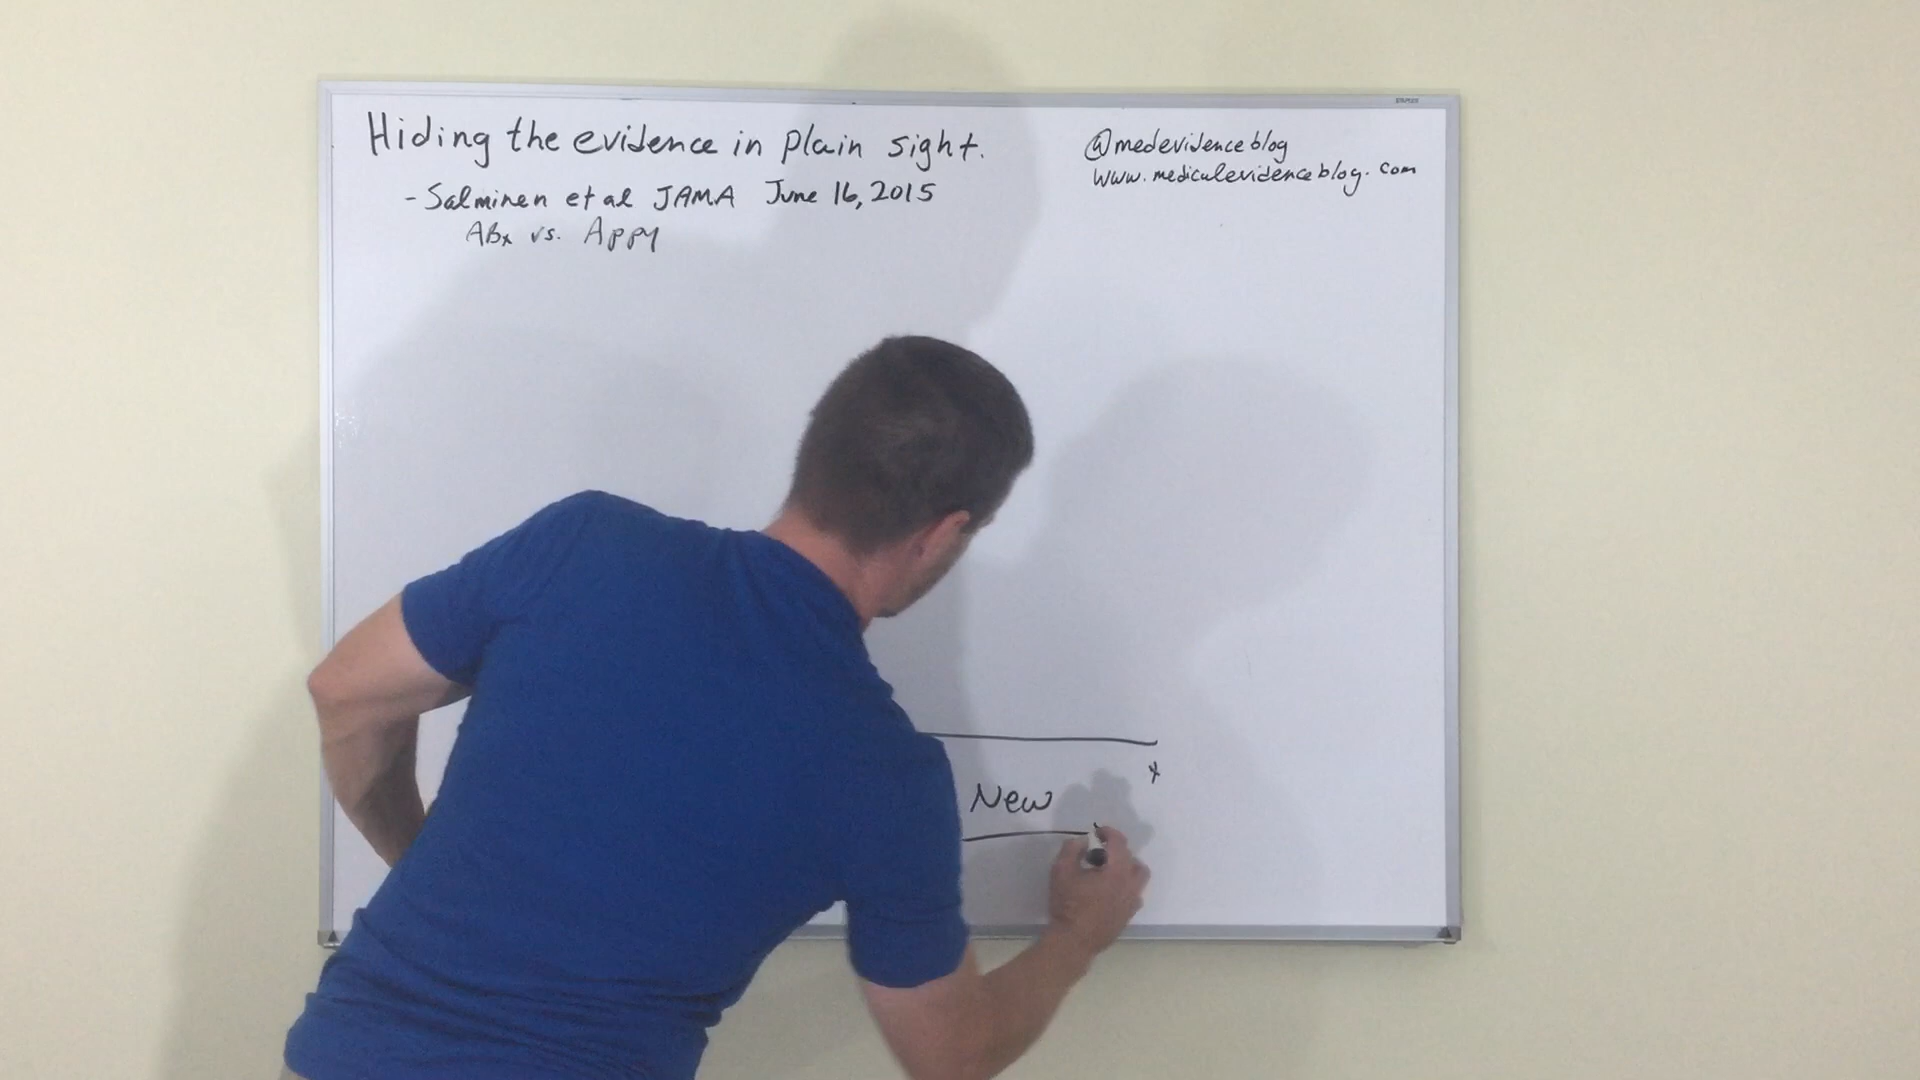 Hiding the evidence in plain sight.
- Salminen et al JAMA June 16, 2015
ABx vs. Appy
@medevidenceblog
www.medicalevidenceblog.com
x
New